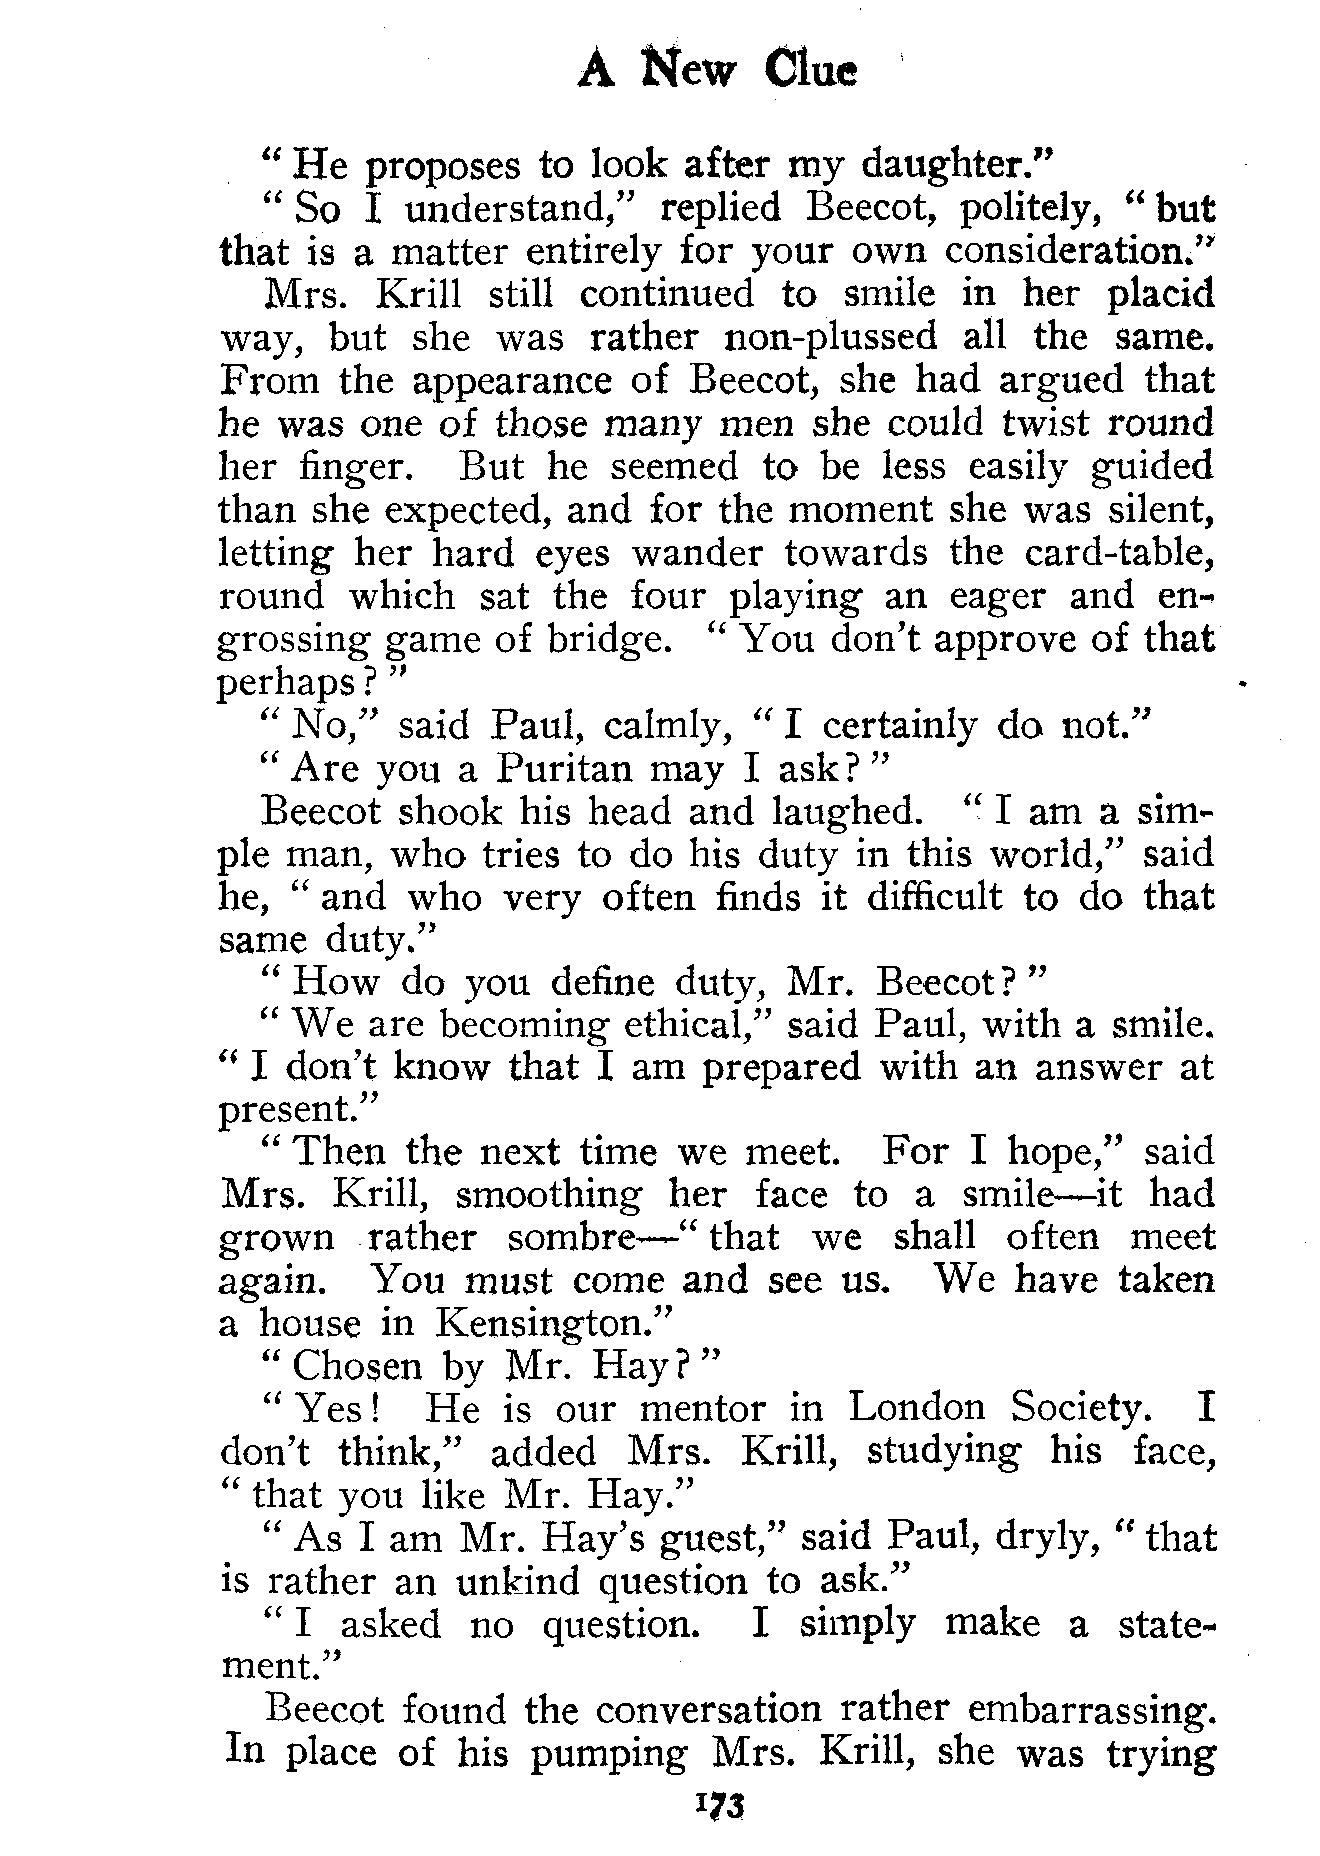 A New Clue
“ He proposes to look after my daughter.”
“ So I understand,” replied Beecot, politely, “ but
that is a matter entirely for your own consideration.”
Mrs. Krill still continued to smile in her placid
way, but she was rather non-plussed all the same.
From the appearance of Beecot, she had argued that
he was one of those many men she could twist round
her finger. But he seemed to be less easily guided
than she expected, and for the moment she was silent,
letting her hard eyes wander towards the card-table,
round which sat the four playing an eager and en-
grossing game of bridge. “ You don’t approve of that
perhaps ? ”
“ No,” said Paul, calmly, “ I certainly do not.”
“ Are you a Puritan may I ask? ”
Beecot shook his head and laughed. “ I am a sim-
ple man, who tries to do his duty in this world,” said
he, “ and who very often finds it difficult to do that
same duty.”
“ How do you define duty, Mr. Beecot? ”
“ We are becoming ethical,” said Paul, with a smile.
“ I don’t know that I am prepared with an answer at
present.”
“ Then the next time we meet. For I hope,” said
Mrs. Krill, smoothing her face to a smile—it had
grown rather sombre—“ that we shall often meet
again. You must come and see us. We have taken
a house in Kensington.”
“ Chosen by Mr. Hay? ”
“ Yes! He is our mentor in London Society. I
don’t think,” added Mrs. Krill, studying his face,
“ that you like Mr. Hay.”
“ As I am Mr. Hay’s guest,” said Paul, dryly, “ that
is rather an unkind question to ask.”
“ I asked no question. I simply make a state-
ment.”
Beecot found the conversation rather embarrassing.
In place of his pumping Mrs. Krill, she was trying
173